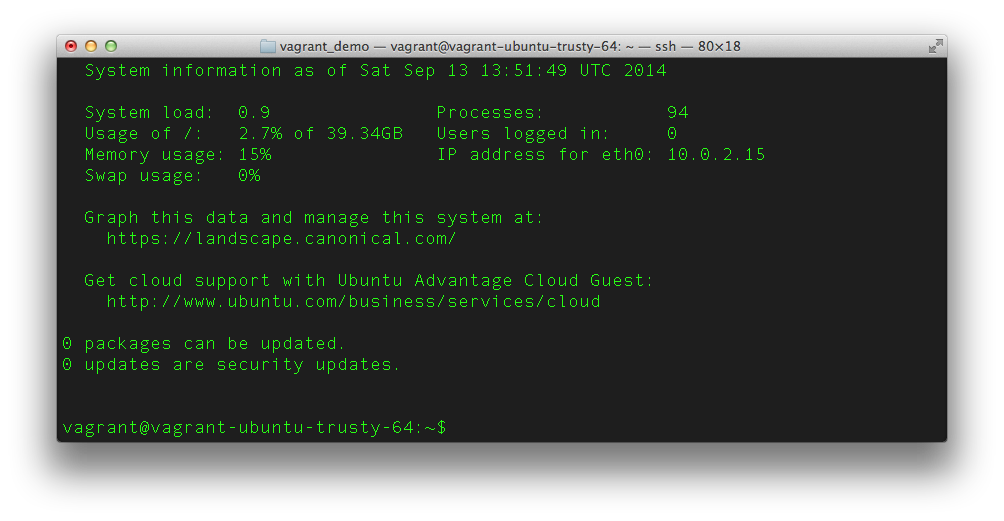 vagrant_demo — vagrant@vagrant-ubuntu-trusty-64: ~ — ssh — 80×18
System information as of Sat Sep 13 13:51:49 UTC 2014
System load: 0.9 Processes: 94
Usage of /: 2.7% of 39.34GB Users logged in: 0
Memory usage: 15% IP address for eth0: 10.0.2.15
Swap usage: 0%
Graph this data and manage this system at:
https://landscape.canonical.com/
Get cloud support with Ubuntu Advantage Cloud Guest:
http://www.ubuntu.com/business/services/cloud
0 packages can be updated.
0 updates are security updates.
vagrant@vagrant-ubuntu-trusty-64:~$